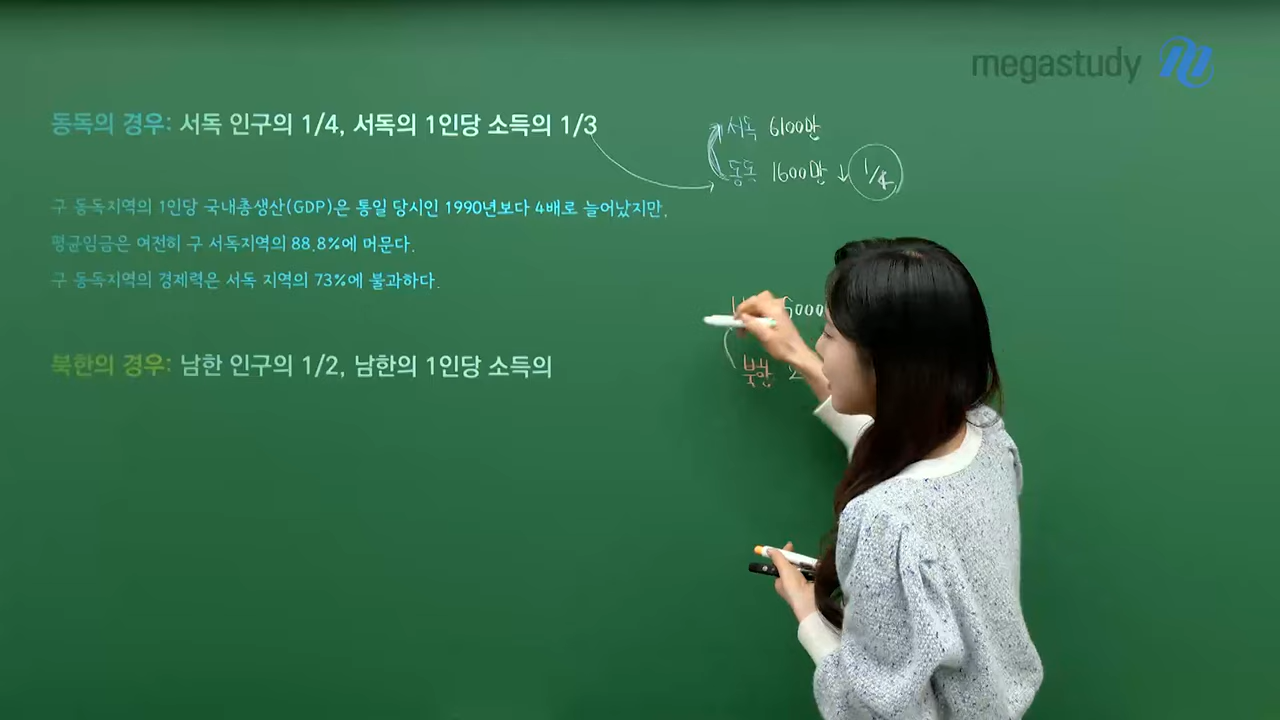 megastudy
동독의 경우: 서독 인구의 1/4, 서독의 1인당 소득의 1/3
서독 6100만
동독 1600만 ↓ 1/4
구 동독지역의 1인당 국내총생산(GDP)은 통일 당시인 1990년보다 4배로 늘어났지만,
평균임금은 여전히 구 서독지역의 88.8%에 머문다.
구 동독지역의 경제력은 서독 지역의 73%에 불과하다.
5000
북한의 경우: 남한 인구의 1/2, 남한의 1인당 소득의
북한